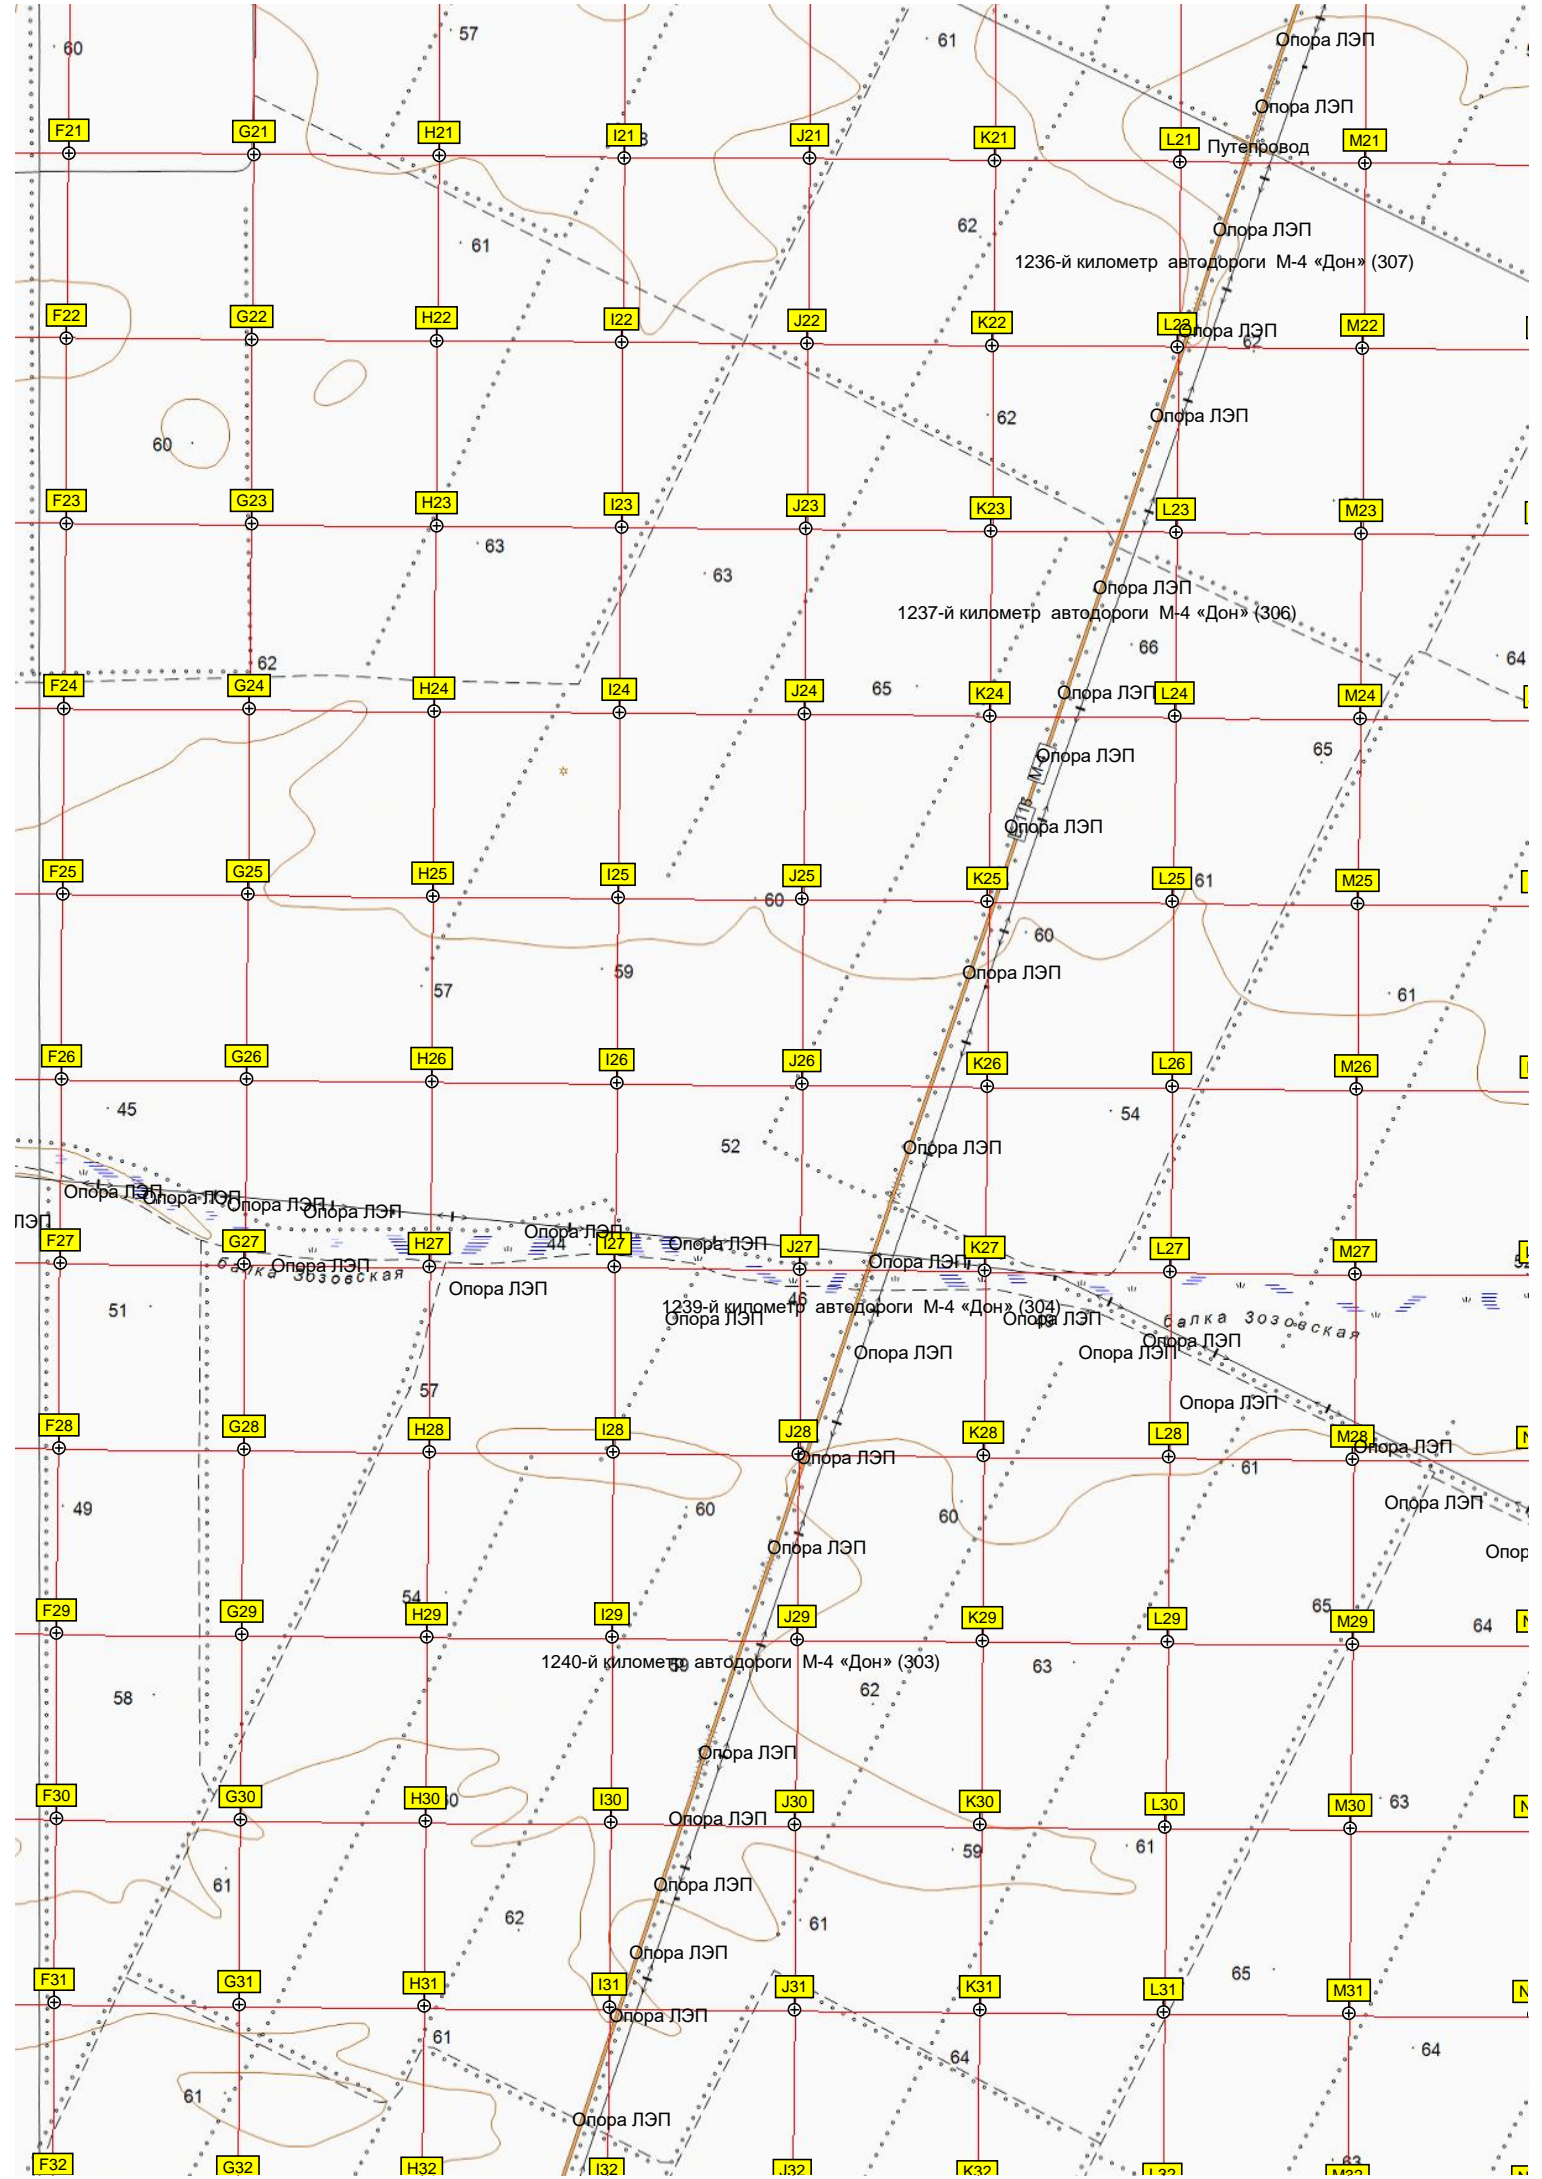 57
61
Опора ЛЭП
60
Опора ЛЭП
F21
G21
H21
I21
J21
K21
L21
Путепровод
M21
62
Опора ЛЭП
61
1236-й километр автодороги М-4 «Дон» (307)
F22
G22
H22
I22
J22
K22
L22
Опора ЛЭП
M22
62
62
Опора ЛЭП
60
F23
G23
H23
I23
J23
K23
L23
M23
63
63
Опора ЛЭП
1237-й километр автодороги М-4 «Дон» (306)
66
62
64
F24
G24
H24
I24
J24
65
K24
Опора ЛЭП
L24
M24
65
Опора ЛЭП
Опора ЛЭП
F25
G25
H25
I25
J25
K25
L25
61
M25
60
60
59
Опора ЛЭП
57
61
F26
G26
H26
I26
J26
K26
L26
M26
45
54
52
Опора ЛЭП
Опора ЛЭП
Опора ЛЭП
Опора ЛЭП
Опора ЛЭП
ЛЭП
Опора ЛЭП
F27
G27
H27
44
I27
Опора ЛЭП
J27
K27
L27
M27
Опора ЛЭП
балка Зозовская
Опора ЛЭП
Опора ЛЭП
46
51
1239-й километр автодороги М-4 «Дон» (304)
Опора ЛЭП
Опора ЛЭП
балка Зозовская
Опора ЛЭП
Опора ЛЭП
Опора ЛЭП
57
Опора ЛЭП
F28
G28
H28
I28
J28
K28
L28
M28
Опора ЛЭП
Опора ЛЭП
61
49
60
60
Опора ЛЭП
Опора ЛЭП
Опор
54
F29
G29
H29
I29
J29
K29
L29
65
M29
64
1240-й километр автодороги М-4 «Дон» (303)
59
63
58
62
Опора ЛЭП
F30
G30
H30
I30
Опора ЛЭП
J30
K30
L30
M30
63
59
61
61
Опора ЛЭП
62
61
Опора ЛЭП
65
F31
G31
H31
I31
J31
K31
L31
M31
Опора ЛЭП
61
64
64
61
Опора ЛЭП
F32
G32
H32
I32
J32
K32
L32
63
M32